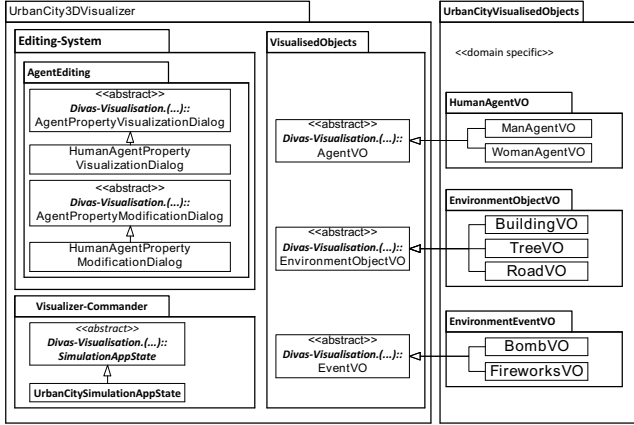 UrbanCity3DVisualizer
Editing-System
AgentEditing
<<abstract>>
Divas-Visualisation.(...)::
AgentPropertyVisualizationDialog
HumanAgentProperty
VisualizationDialog
<<abstract>>
Divas-Visualisation.(...)::
AgentPropertyModificationDialog
HumanAgentProperty
ModificationDialog
Visualizer-Commander
<<abstract>>
Divas-Visualisation.(...)::
SimulationAppState
UrbanCitySimulationAppState
VisualisedObjects
<<abstract>>
Divas-Visualisation.(...)::
AgentVO
<<abstract>>
Divas-Visualisation.(...)::
EnvironmentObjectVO
<<abstract>>
Divas-Visualisation.(...)::
EventVO
UrbanCityVisualisedObjects
<<domain specific>>
HumanAgentVO
ManAgentVO
WomanAgentVO
EnvironmentObjectVO
BuildingVO
TreeVO
RoadVO
EnvironmentEventVO
BombVO
FireworksVO